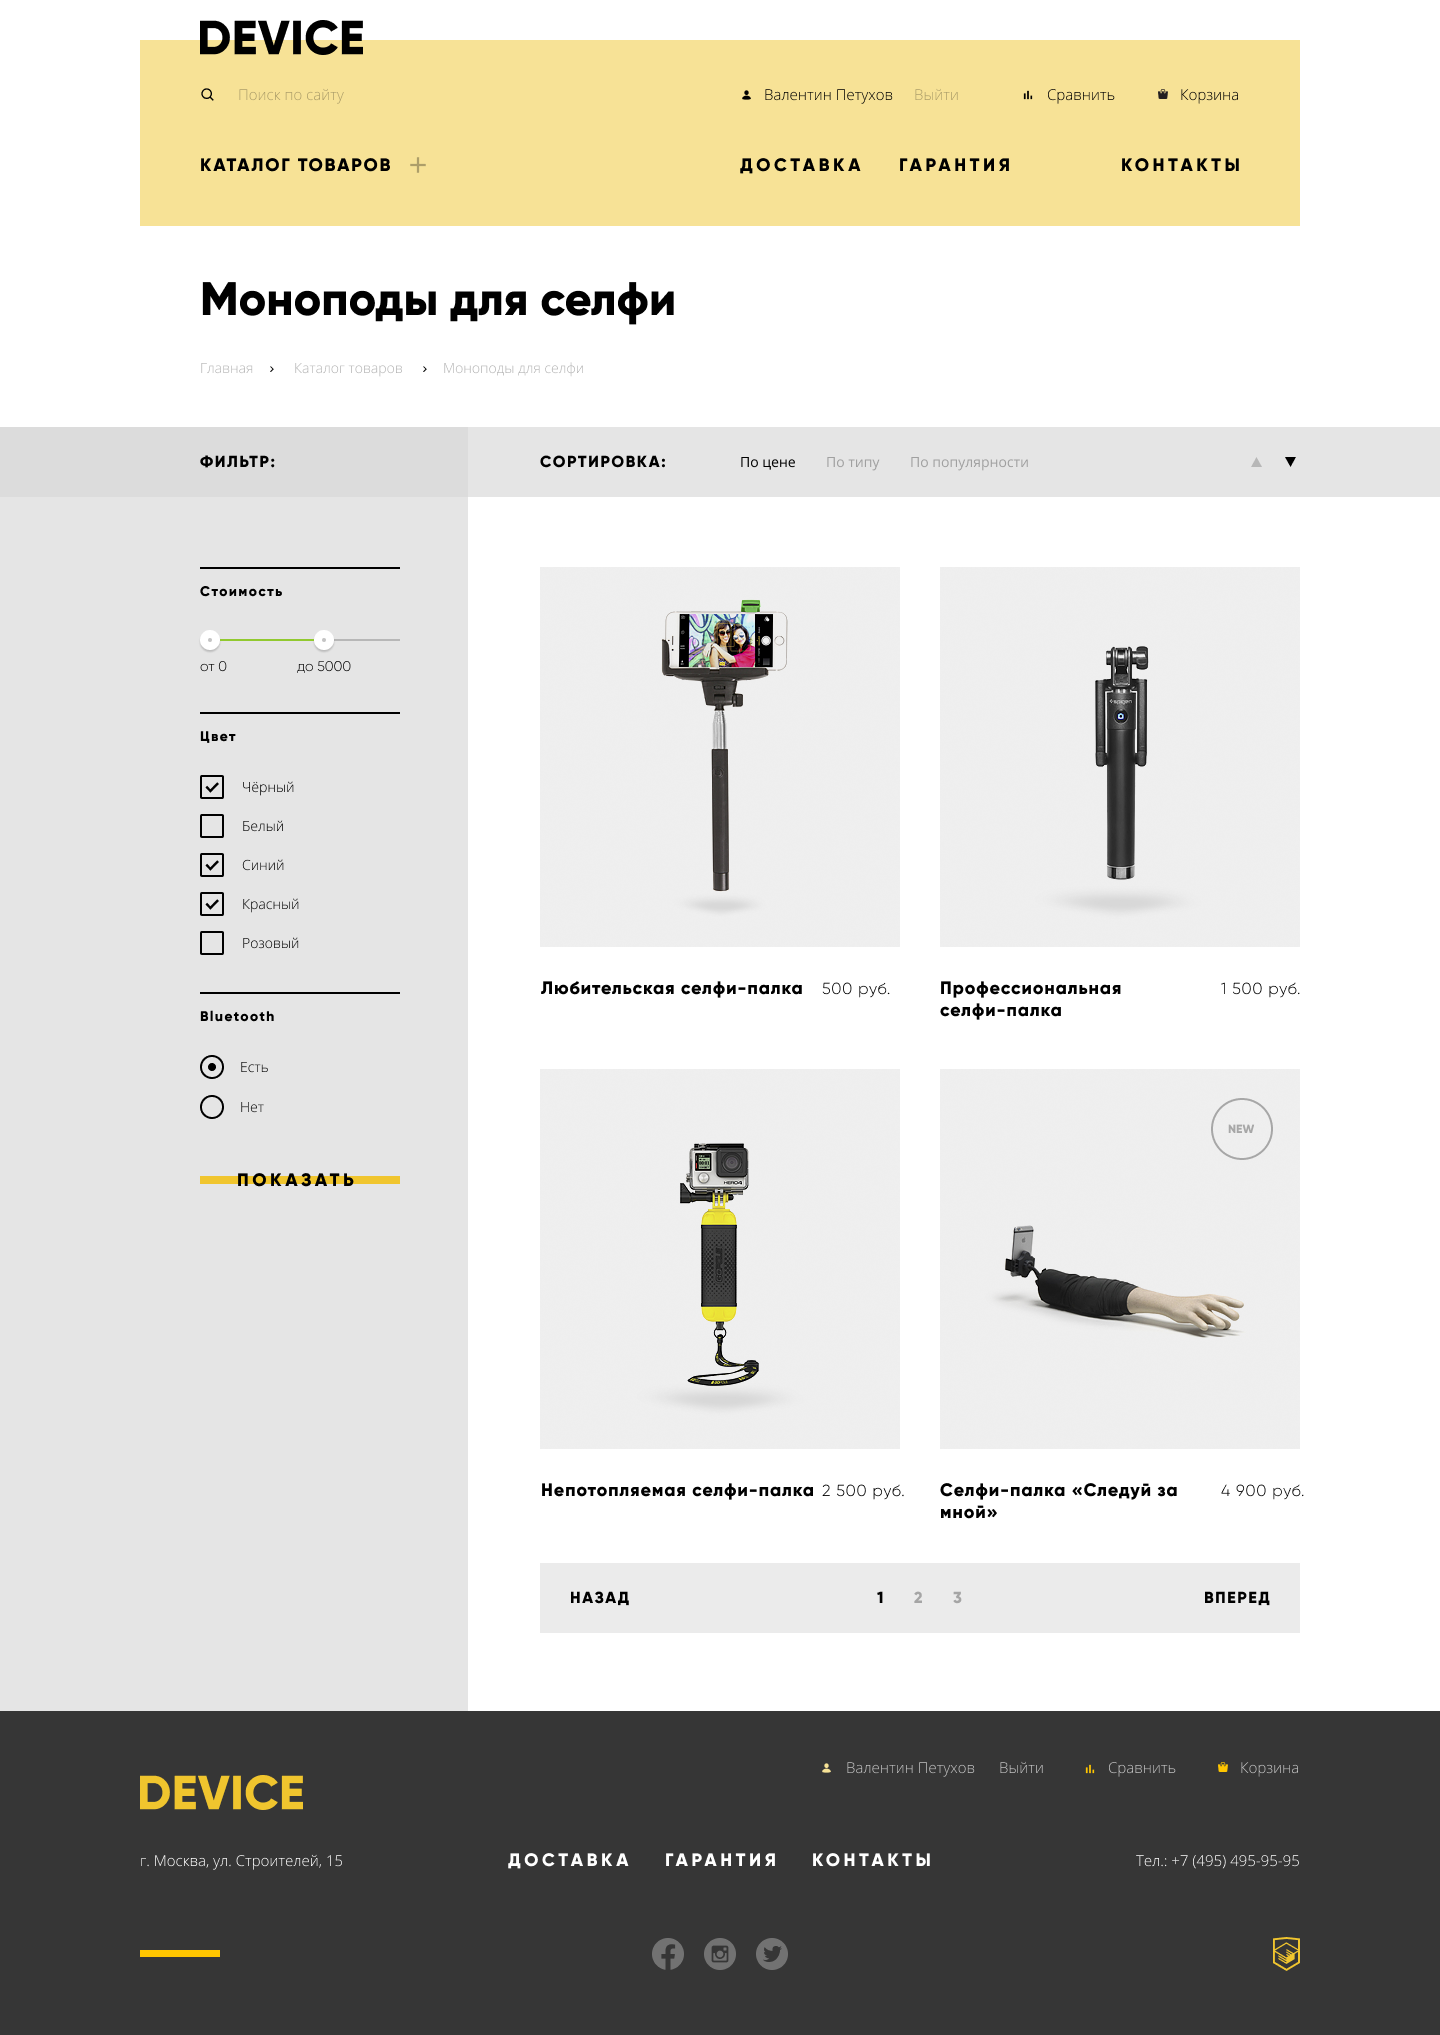 DEVICE
Поиск по сайту
Валентин Петухов Выйти Сравнить Корзина
КАТАЛОГ ТОВАРОВ
ДОСТАВКА ГАРАНТИЯ КОНТАКТЫ
Моноподы для селфи
Главная › Каталог товаров › Моноподы для селфи
ФИЛЬТР:
СОРТИРОВКА: По цене По типу По популярности
Стоимость
от 0 до 5000
Цвет
Чёрный
Белый
Синий
Красный
Розовый
Bluetooth
Есть
Нет
ПОКАЗАТЬ
Любительская селфи-палка 500 руб.
Профессиональная 1 500 руб.
селфи-палка
HERO4
NEW
Непотопляемая селфи-палка 2 500 руб.
Селфи-палка «Следуй за 4 900 руб.
мной»
НАЗАД 1 2 3 ВПЕРЕД
Валентин Петухов Выйти Сравнить Корзина
DEVICE
г. Москва, ул. Строителей, 15
ДОСТАВКА ГАРАНТИЯ КОНТАКТЫ
Тел.: +7 (495) 495-95-95